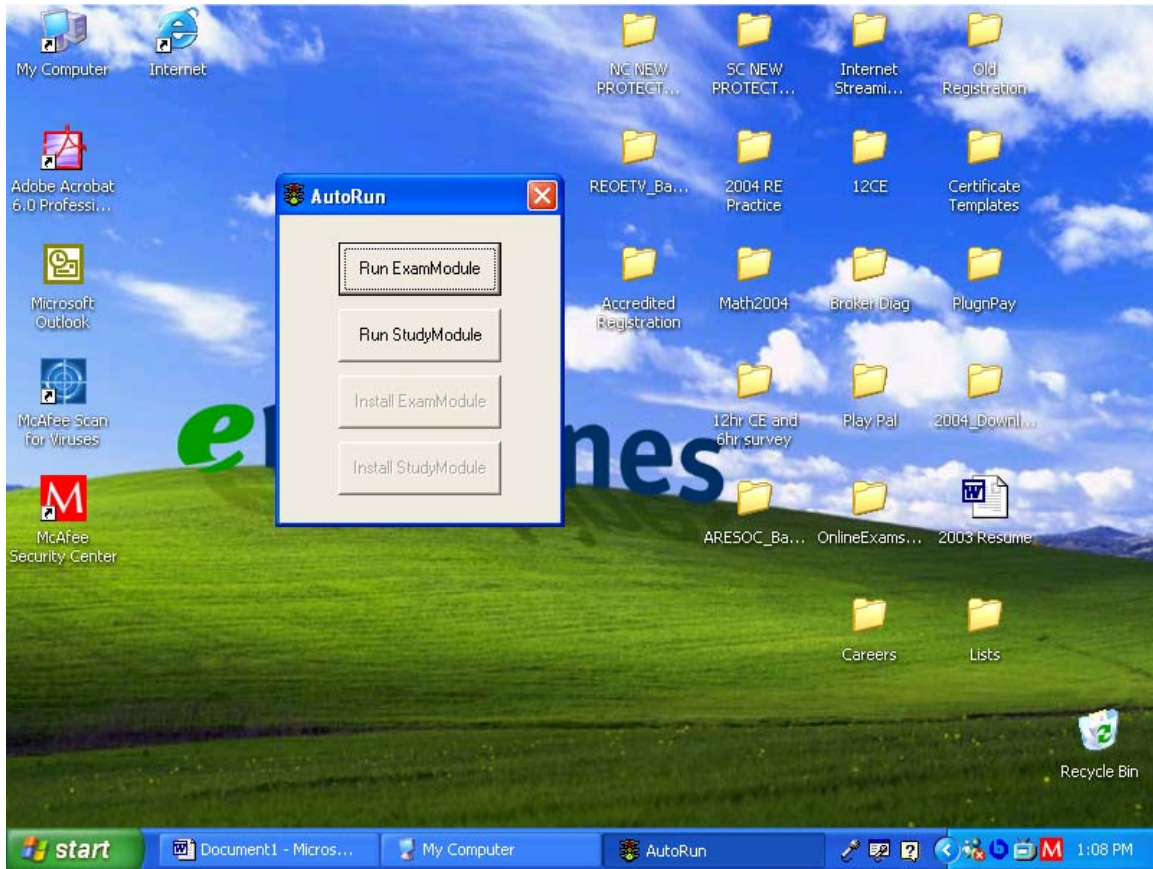 My Computer
Internet
NC NEW
PROTECT...
SC NEW
PROTECT...
Internet
Streami...
Old
Registration
Adobe Acrobat
6.0 Professi...
REOETV_Ba...
2004 RE
Practice
12CE
Certificate
Templates
AutoRun
Run ExamModule
Run StudyModule
Install ExamModule
Install StudyModule
Microsoft
Outlook
Accredited
Registration
Math2004
Broker Diag
PlugnPay
McAfee Scan
for Viruses
12hr CE and
6hr survey
Play Pal
2004_Downl...
e
nes
McAfee
Security Center
ARESOC_Ba...
OnlineExams...
2003 Resume
Careers
Lists
Recycle Bin
start
Document1 - Micros...
My Computer
AutoRun
1:08 PM